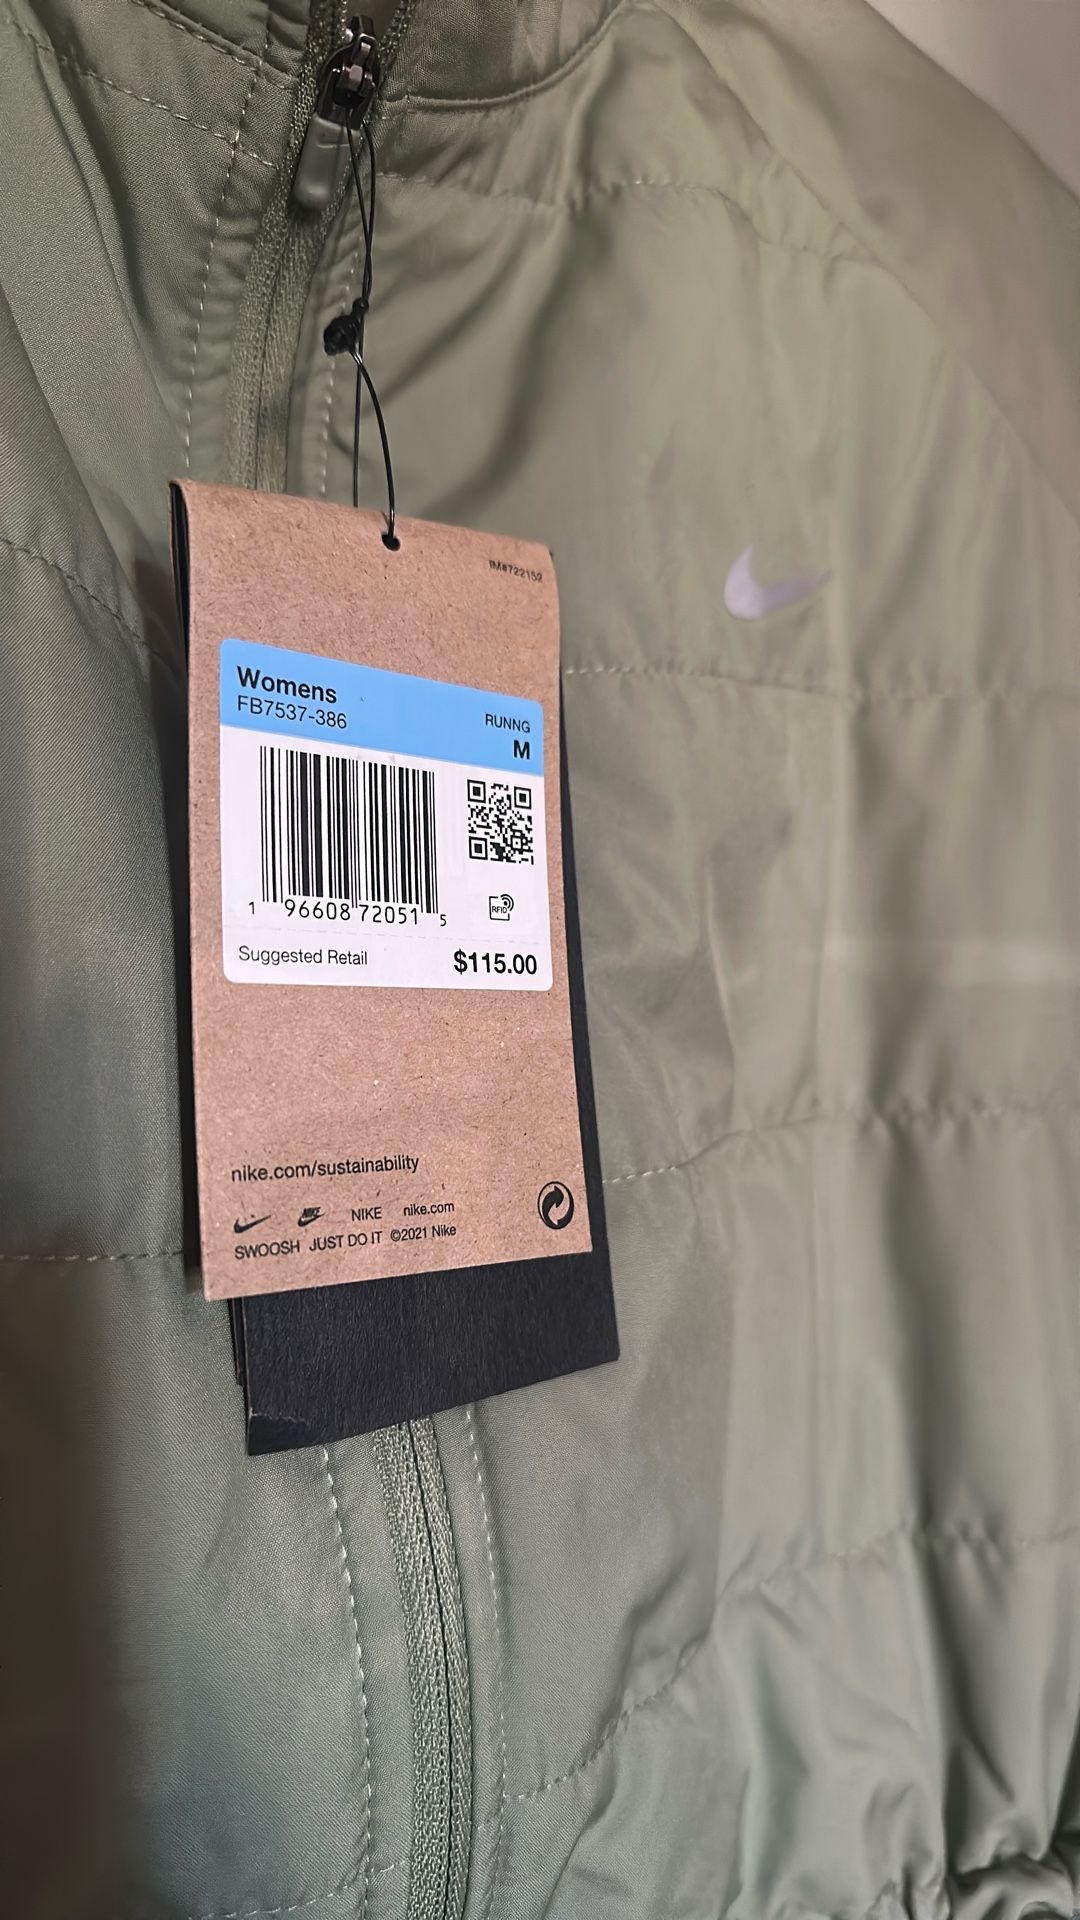 IM#722152
Womens
FB7537-386
RUNNG
M
1 96608 72051 5
RFID
Suggested Retail $115.00
nike.com/sustainability
NIKE NIKE nike.com
SWOOSH JUST DO IT ©2021 Nike